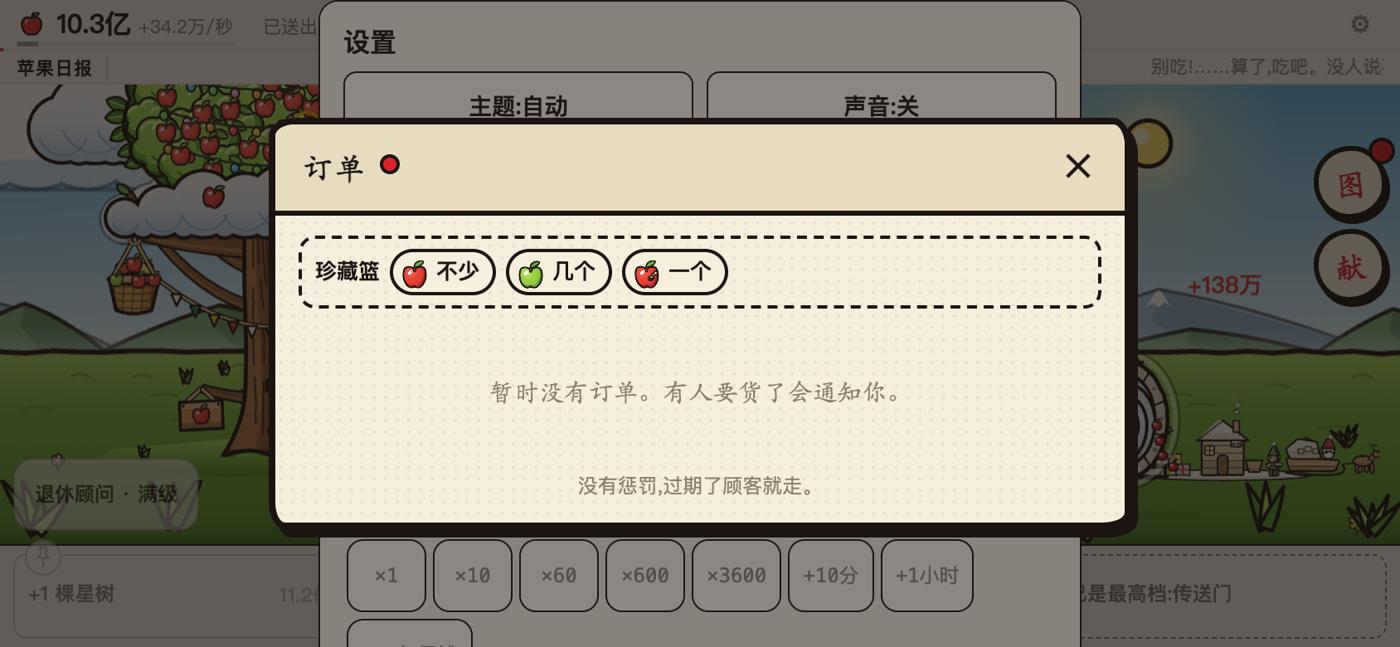 10.3亿 +34.2万/秒 已送出
设置
苹果日报
别吃!……算了,吃吧。没人说
主题:自动 声音:关
订单
图
珍藏篮 不少 几个 一个
献
+138万
暂时没有订单。有人要货了会通知你。
没有惩罚,过期了顾客就走。
退休顾问 · 满级
×1 ×10 ×60 ×600 ×3600 +10分 +1小时
+1 棵星树 11.2
是最高档:传送门